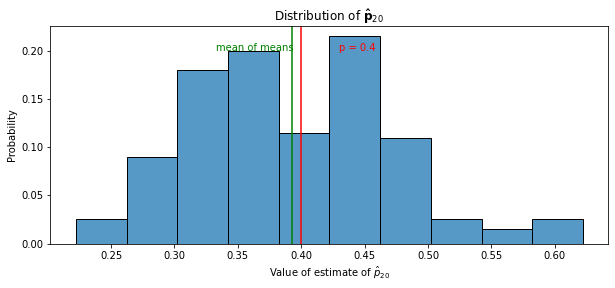 Distribution of p̂₂₀
mean of means
p = 0.4
Probability
0.20
0.15
0.10
0.05
0.00
0.25 0.30 0.35 0.40 0.45 0.50 0.55 0.60
Value of estimate of p̂₂₀